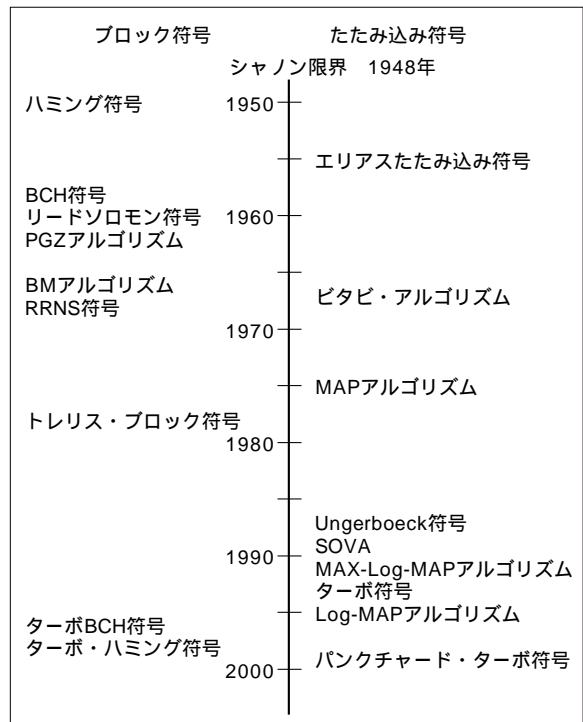 ブロック符号
たたみ込み符号
シャノン限界 1948年
ハミング符号
1950
エリアスたたみ込み符号
BCH符号
リードソロモン符号
1960
PGZアルゴリズム
BMアルゴリズム
RRNS符号
ビタビ・アルゴリズム
1970
MAPアルゴリズム
トレリス・ブロック符号
1980
Ungerboeck符号
SOVA
1990
MAX-Log-MAPアルゴリズム
ターボ符号
Log-MAPアルゴリズム
ターボBCH符号
ターボ・ハミング符号
パンクチャード・ターボ符号
2000